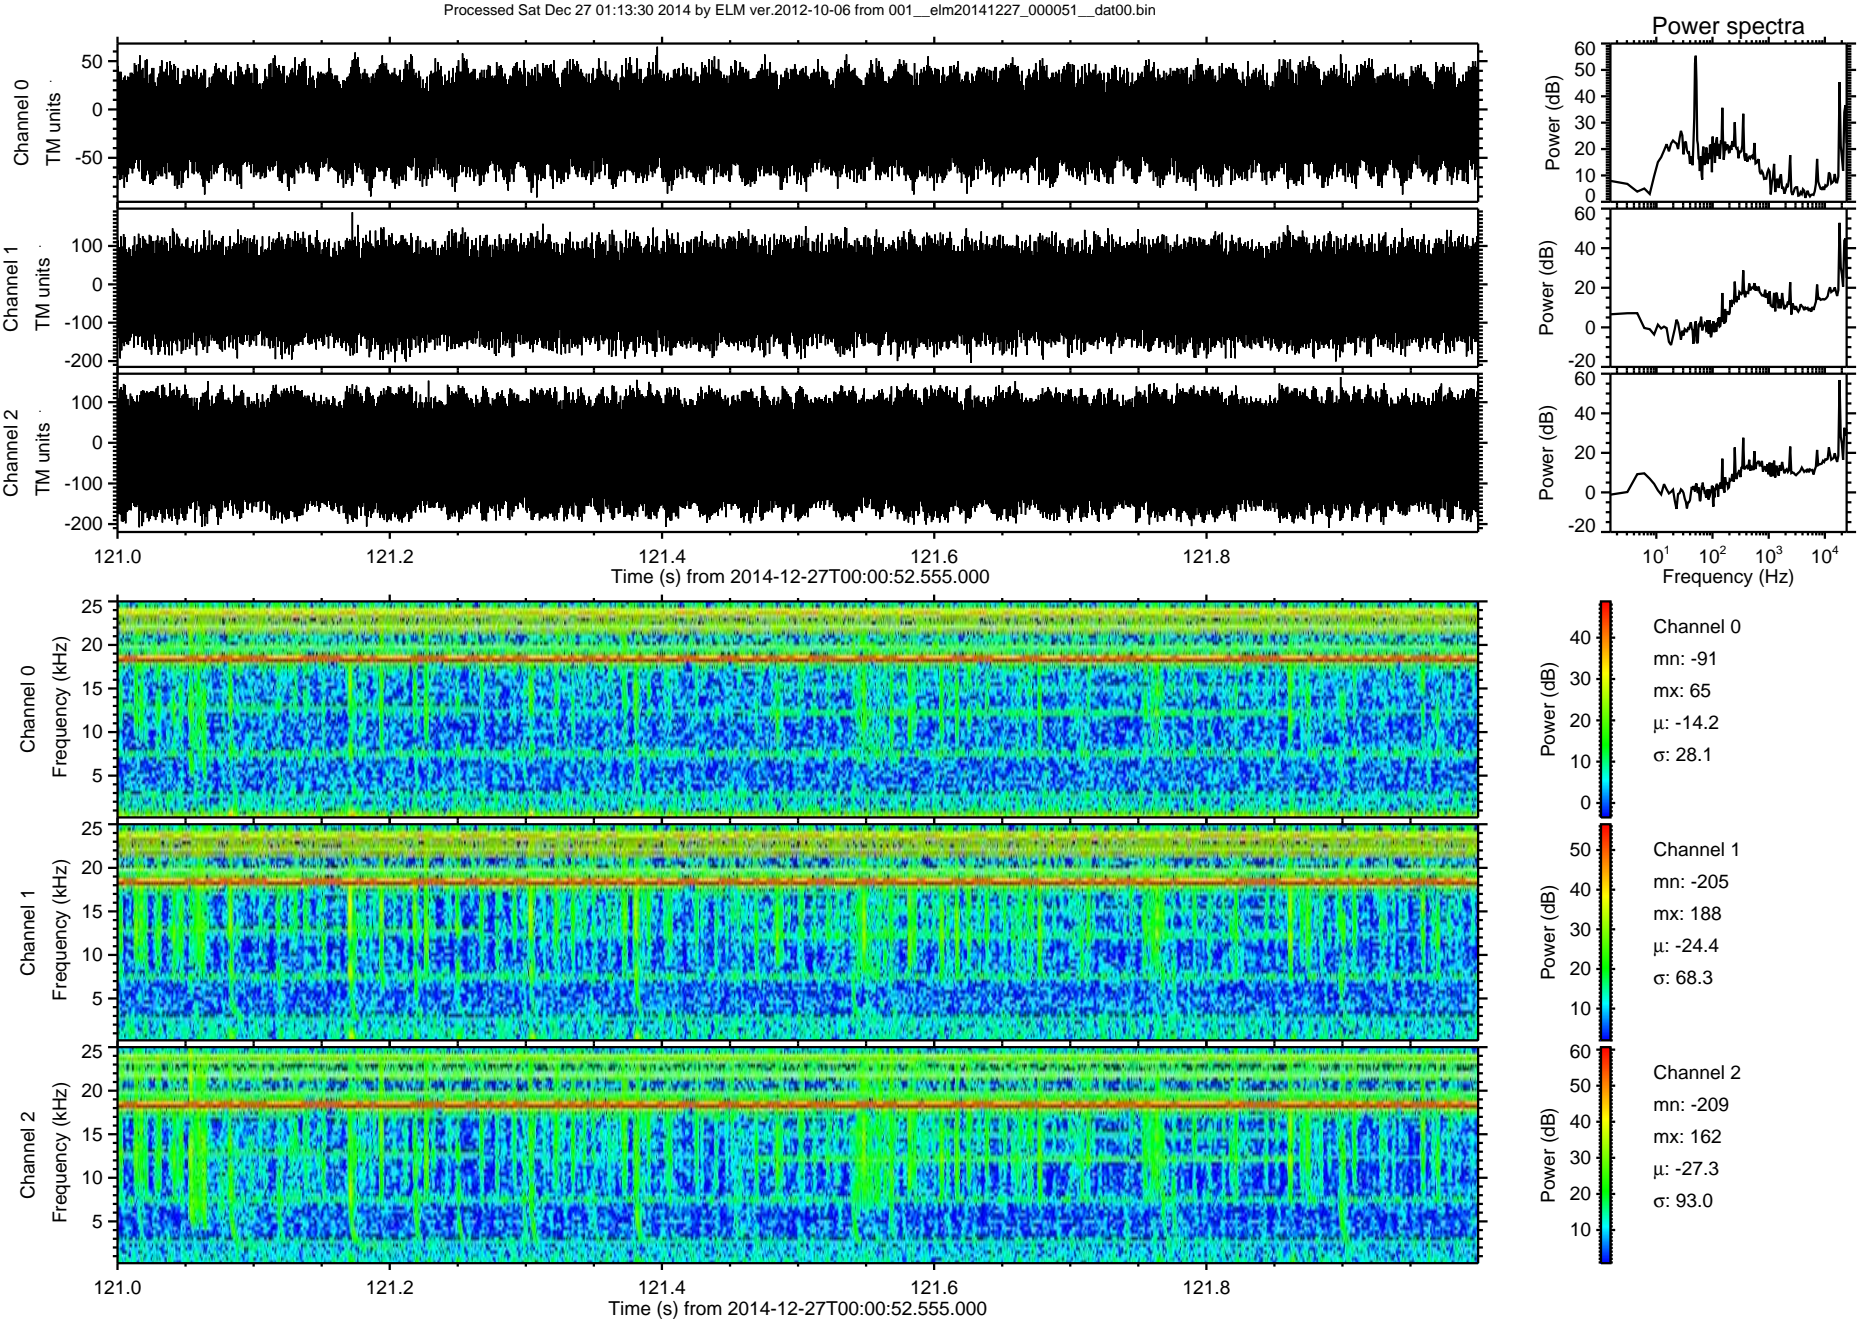 Processed Sat Dec 27 01:13:30 2014 by ELM ver.2012-10-06 from 001__elm20141227_000051__dat00.bin
Power spectra
Channel 0
TM units
50
0
-50
Power (dB)
60
50
40
30
20
10
0
Channel 1
TM units
100
0
-100
-200
Power (dB)
60
40
20
0
-20
Channel 2
TM units
100
0
-100
-200
Power (dB)
60
40
20
0
-20
121.0 121.2 121.4 121.6 121.8
Time (s) from 2014-12-27T00:00:52.555.000
10¹ 10² 10³ 10⁴
Frequency (Hz)
Channel 0
Frequency (kHz)
25
20
15
10
5
Power (dB)
40
30
20
10
0
Channel 0
mn: -91
mx: 65
μ: -14.2
σ: 28.1
Channel 1
Frequency (kHz)
25
20
15
10
5
Power (dB)
50
40
30
20
10
Channel 1
mn: -205
mx: 188
μ: -24.4
σ: 68.3
Channel 2
Frequency (kHz)
25
20
15
10
5
Power (dB)
60
50
40
30
20
10
Channel 2
mn: -209
mx: 162
μ: -27.3
σ: 93.0
121.0 121.2 121.4 121.6 121.8
Time (s) from 2014-12-27T00:00:52.555.000